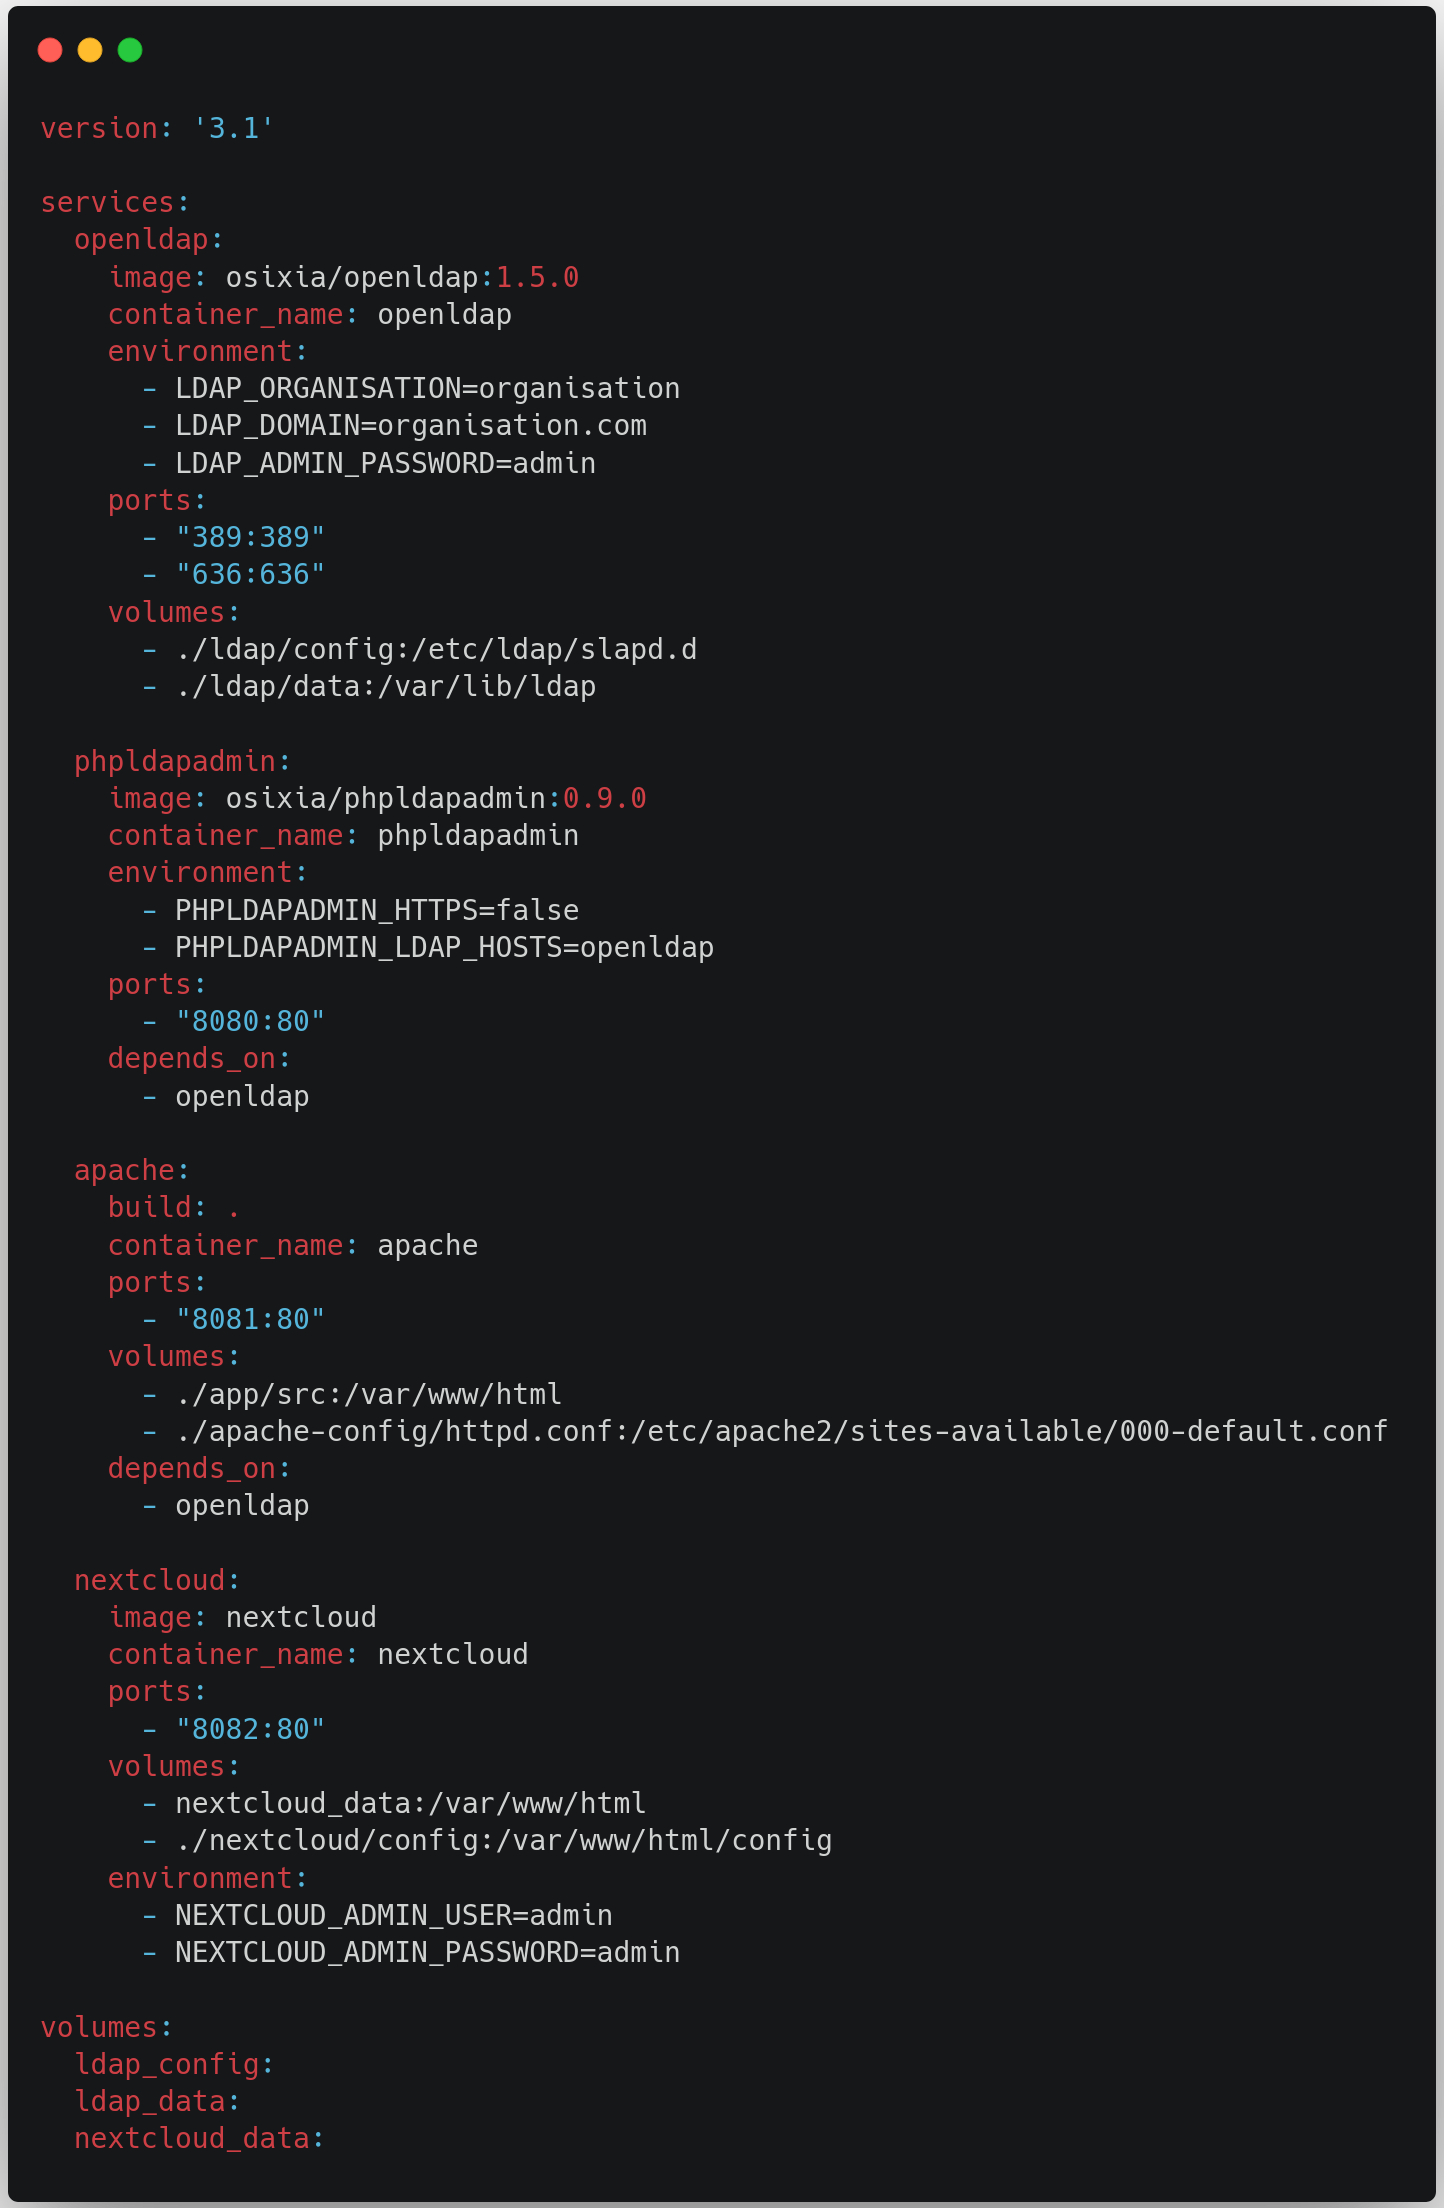 version: '3.1'

services:
  openldap:
    image: osixia/openldap:1.5.0
    container_name: openldap
    environment:
      - LDAP_ORGANISATION=organisation
      - LDAP_DOMAIN=organisation.com
      - LDAP_ADMIN_PASSWORD=admin
    ports:
      - "389:389"
      - "636:636"
    volumes:
      - ./ldap/config:/etc/ldap/slapd.d
      - ./ldap/data:/var/lib/ldap

  phpldapadmin:
    image: osixia/phpldapadmin:0.9.0
    container_name: phpldapadmin
    environment:
      - PHPLDAPADMIN_HTTPS=false
      - PHPLDAPADMIN_LDAP_HOSTS=openldap
    ports:
      - "8080:80"
    depends_on:
      - openldap

  apache:
    build: .
    container_name: apache
    ports:
      - "8081:80"
    volumes:
      - ./app/src:/var/www/html
      - ./apache-config/httpd.conf:/etc/apache2/sites-available/000-default.conf
    depends_on:
      - openldap

  nextcloud:
    image: nextcloud
    container_name: nextcloud
    ports:
      - "8082:80"
    volumes:
      - nextcloud_data:/var/www/html
      - ./nextcloud/config:/var/www/html/config
    environment:
      - NEXTCLOUD_ADMIN_USER=admin
      - NEXTCLOUD_ADMIN_PASSWORD=admin

volumes:
  ldap_config:
  ldap_data:
  nextcloud_data: